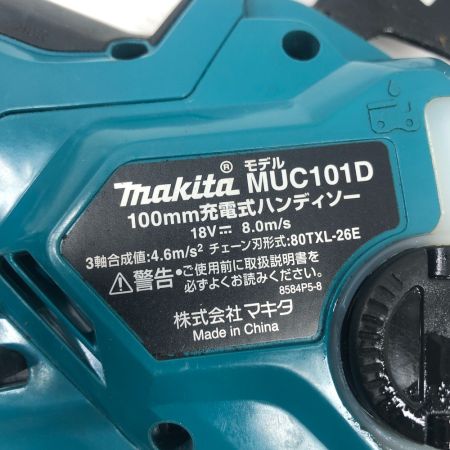 モデル
makita® MUC101D
100mm充電式ハンディソー
18V⎓ 8.0m/s
3軸合成値:4.6m/s² チェーン刃形式:80TXL-26E
⚠警告●ご使用前に取扱説明書を
必ずよくお読みください。
8584P5-8
株式会社マキタ
Made in China